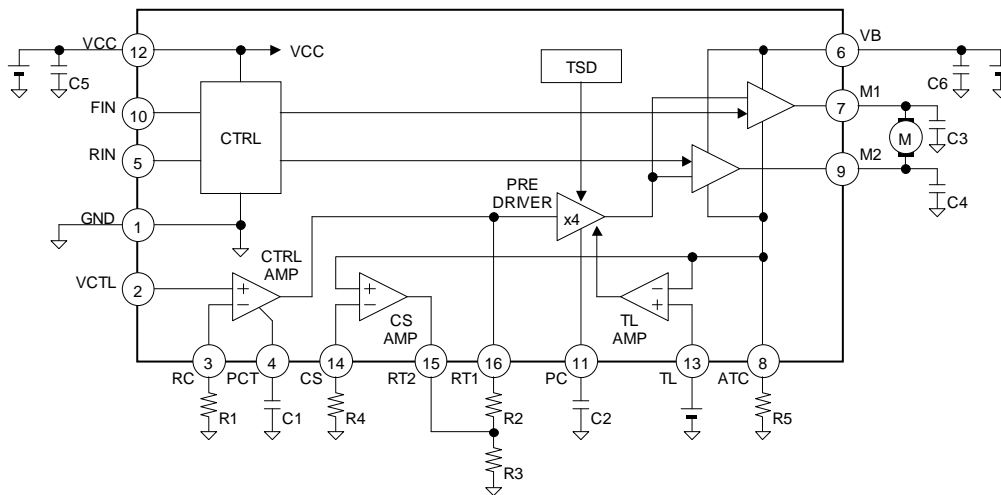 VCC
12
VCC
VB
6
TSD
C5
C6
FIN
10
M1
7
CTRL
C3
M
RIN
5
M2
9
PRE
DRIVER
C4
GND
1
x4
CTRL
AMP
VCTL
2
+
−
+
−
CS
AMP
−
+
TL
AMP
3
4
14
15
16
11
13
8
RC
PCT
CS
RT2
RT1
PC
TL
ATC
R1
C1
R4
R2
C2
R5
R3